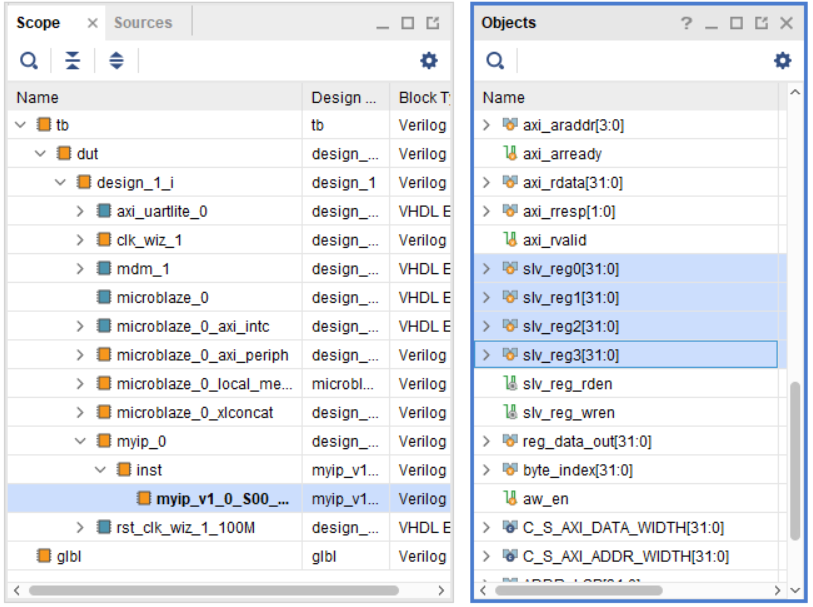 Scope × Sources
Name Design ... Block T
tb tb Verilog
dut design_... Verilog
design_1_i design_1 Verilog
axi_uartlite_0 design_... VHDL E
clk_wiz_1 design_... Verilog
mdm_1 design_... VHDL E
microblaze_0 design_... VHDL E
microblaze_0_axi_intc design_... VHDL E
microblaze_0_axi_periph design_... Verilog
microblaze_0_local_me... microbl... Verilog
microblaze_0_xlconcat design_... Verilog
myip_0 design_... Verilog
inst myip_v1... Verilog
myip_v1_0_S00_... myip_v1... Verilog
rst_clk_wiz_1_100M design_... VHDL E
glbl glbl Verilog
Objects ?
Name
axi_araddr[3:0]
axi_arready
axi_rdata[31:0]
axi_rresp[1:0]
axi_rvalid
slv_reg0[31:0]
slv_reg1[31:0]
slv_reg2[31:0]
slv_reg3[31:0]
slv_reg_rden
slv_reg_wren
reg_data_out[31:0]
byte_index[31:0]
aw_en
C_S_AXI_DATA_WIDTH[31:0]
C_S_AXI_ADDR_WIDTH[31:0]